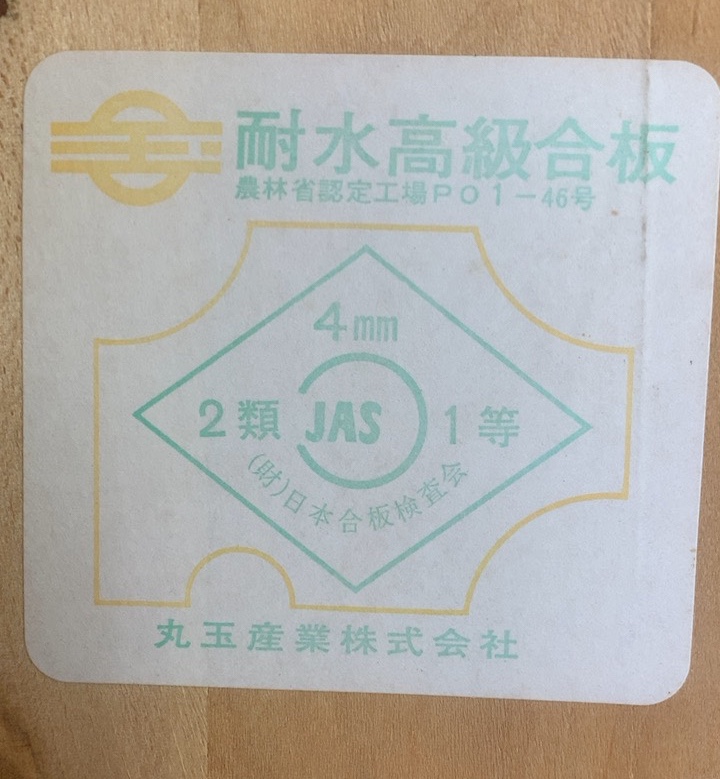 耐水高級合板
農林省認定工場PO1-46号
4mm
2類 JAS 1等
(財)日本合板検査会
丸玉産業株式会社